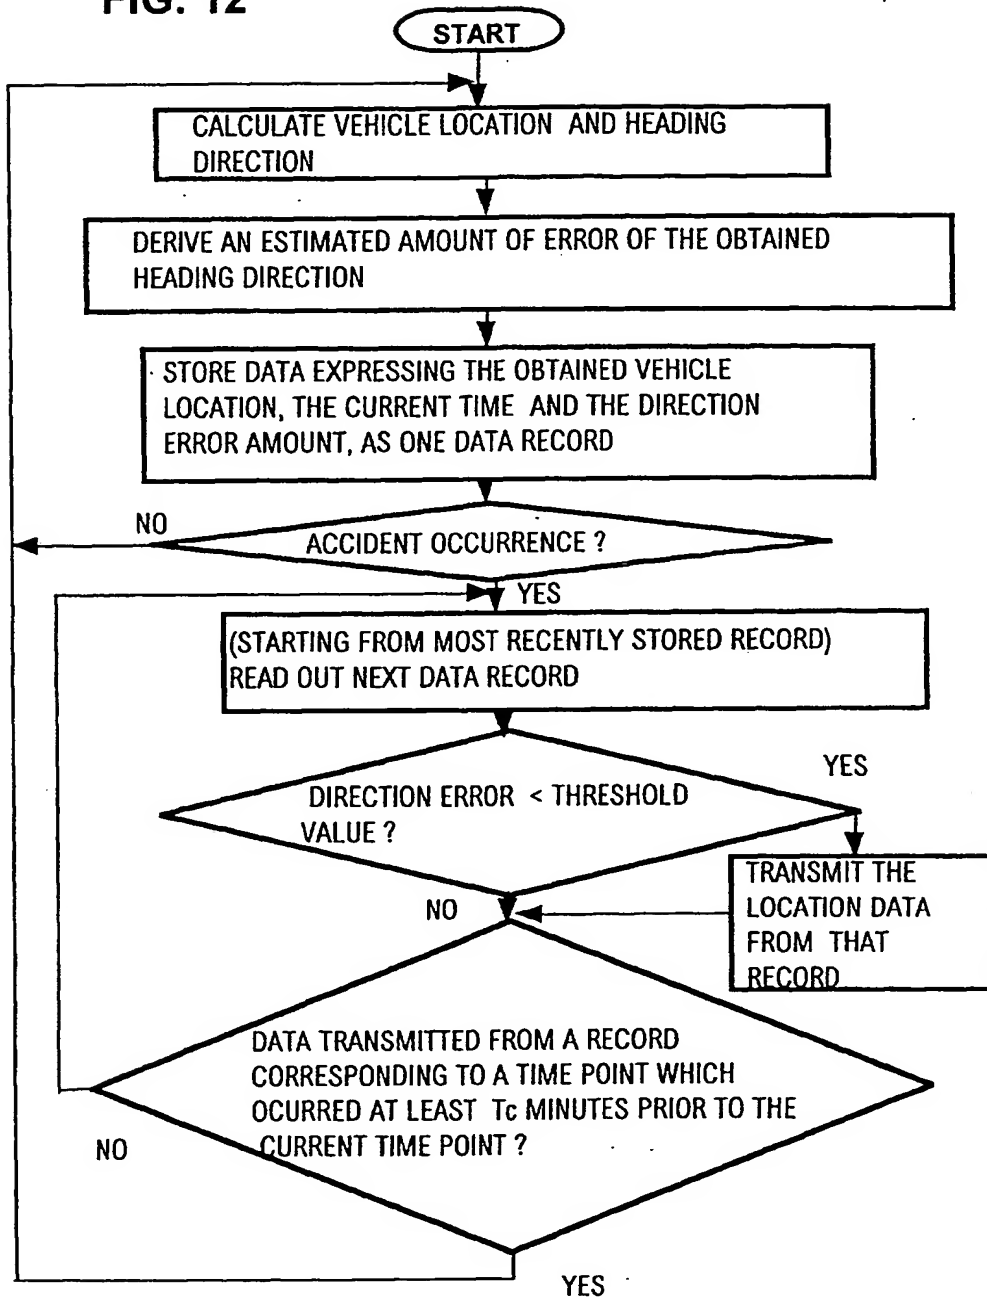 FIG. 12
START
CALCULATE VEHICLE LOCATION AND HEADING
DIRECTION
DERIVE AN ESTIMATED AMOUNT OF ERROR OF THE OBTAINED
HEADING DIRECTION
STORE DATA EXPRESSING THE OBTAINED VEHICLE
LOCATION, THE CURRENT TIME AND THE DIRECTION
ERROR AMOUNT, AS ONE DATA RECORD
NO
ACCIDENT OCCURRENCE ?
YES
(STARTING FROM MOST RECENTLY STORED RECORD)
READ OUT NEXT DATA RECORD
YES
DIRECTION ERROR < THRESHOLD
VALUE ?
TRANSMIT THE
LOCATION DATA
FROM THAT
RECORD
NO
DATA TRANSMITTED FROM A RECORD
CORRESPONDING TO A TIME POINT WHICH
OCURRED AT LEAST Tc MINUTES PRIOR TO THE
CURRENT TIME POINT ?
NO
YES